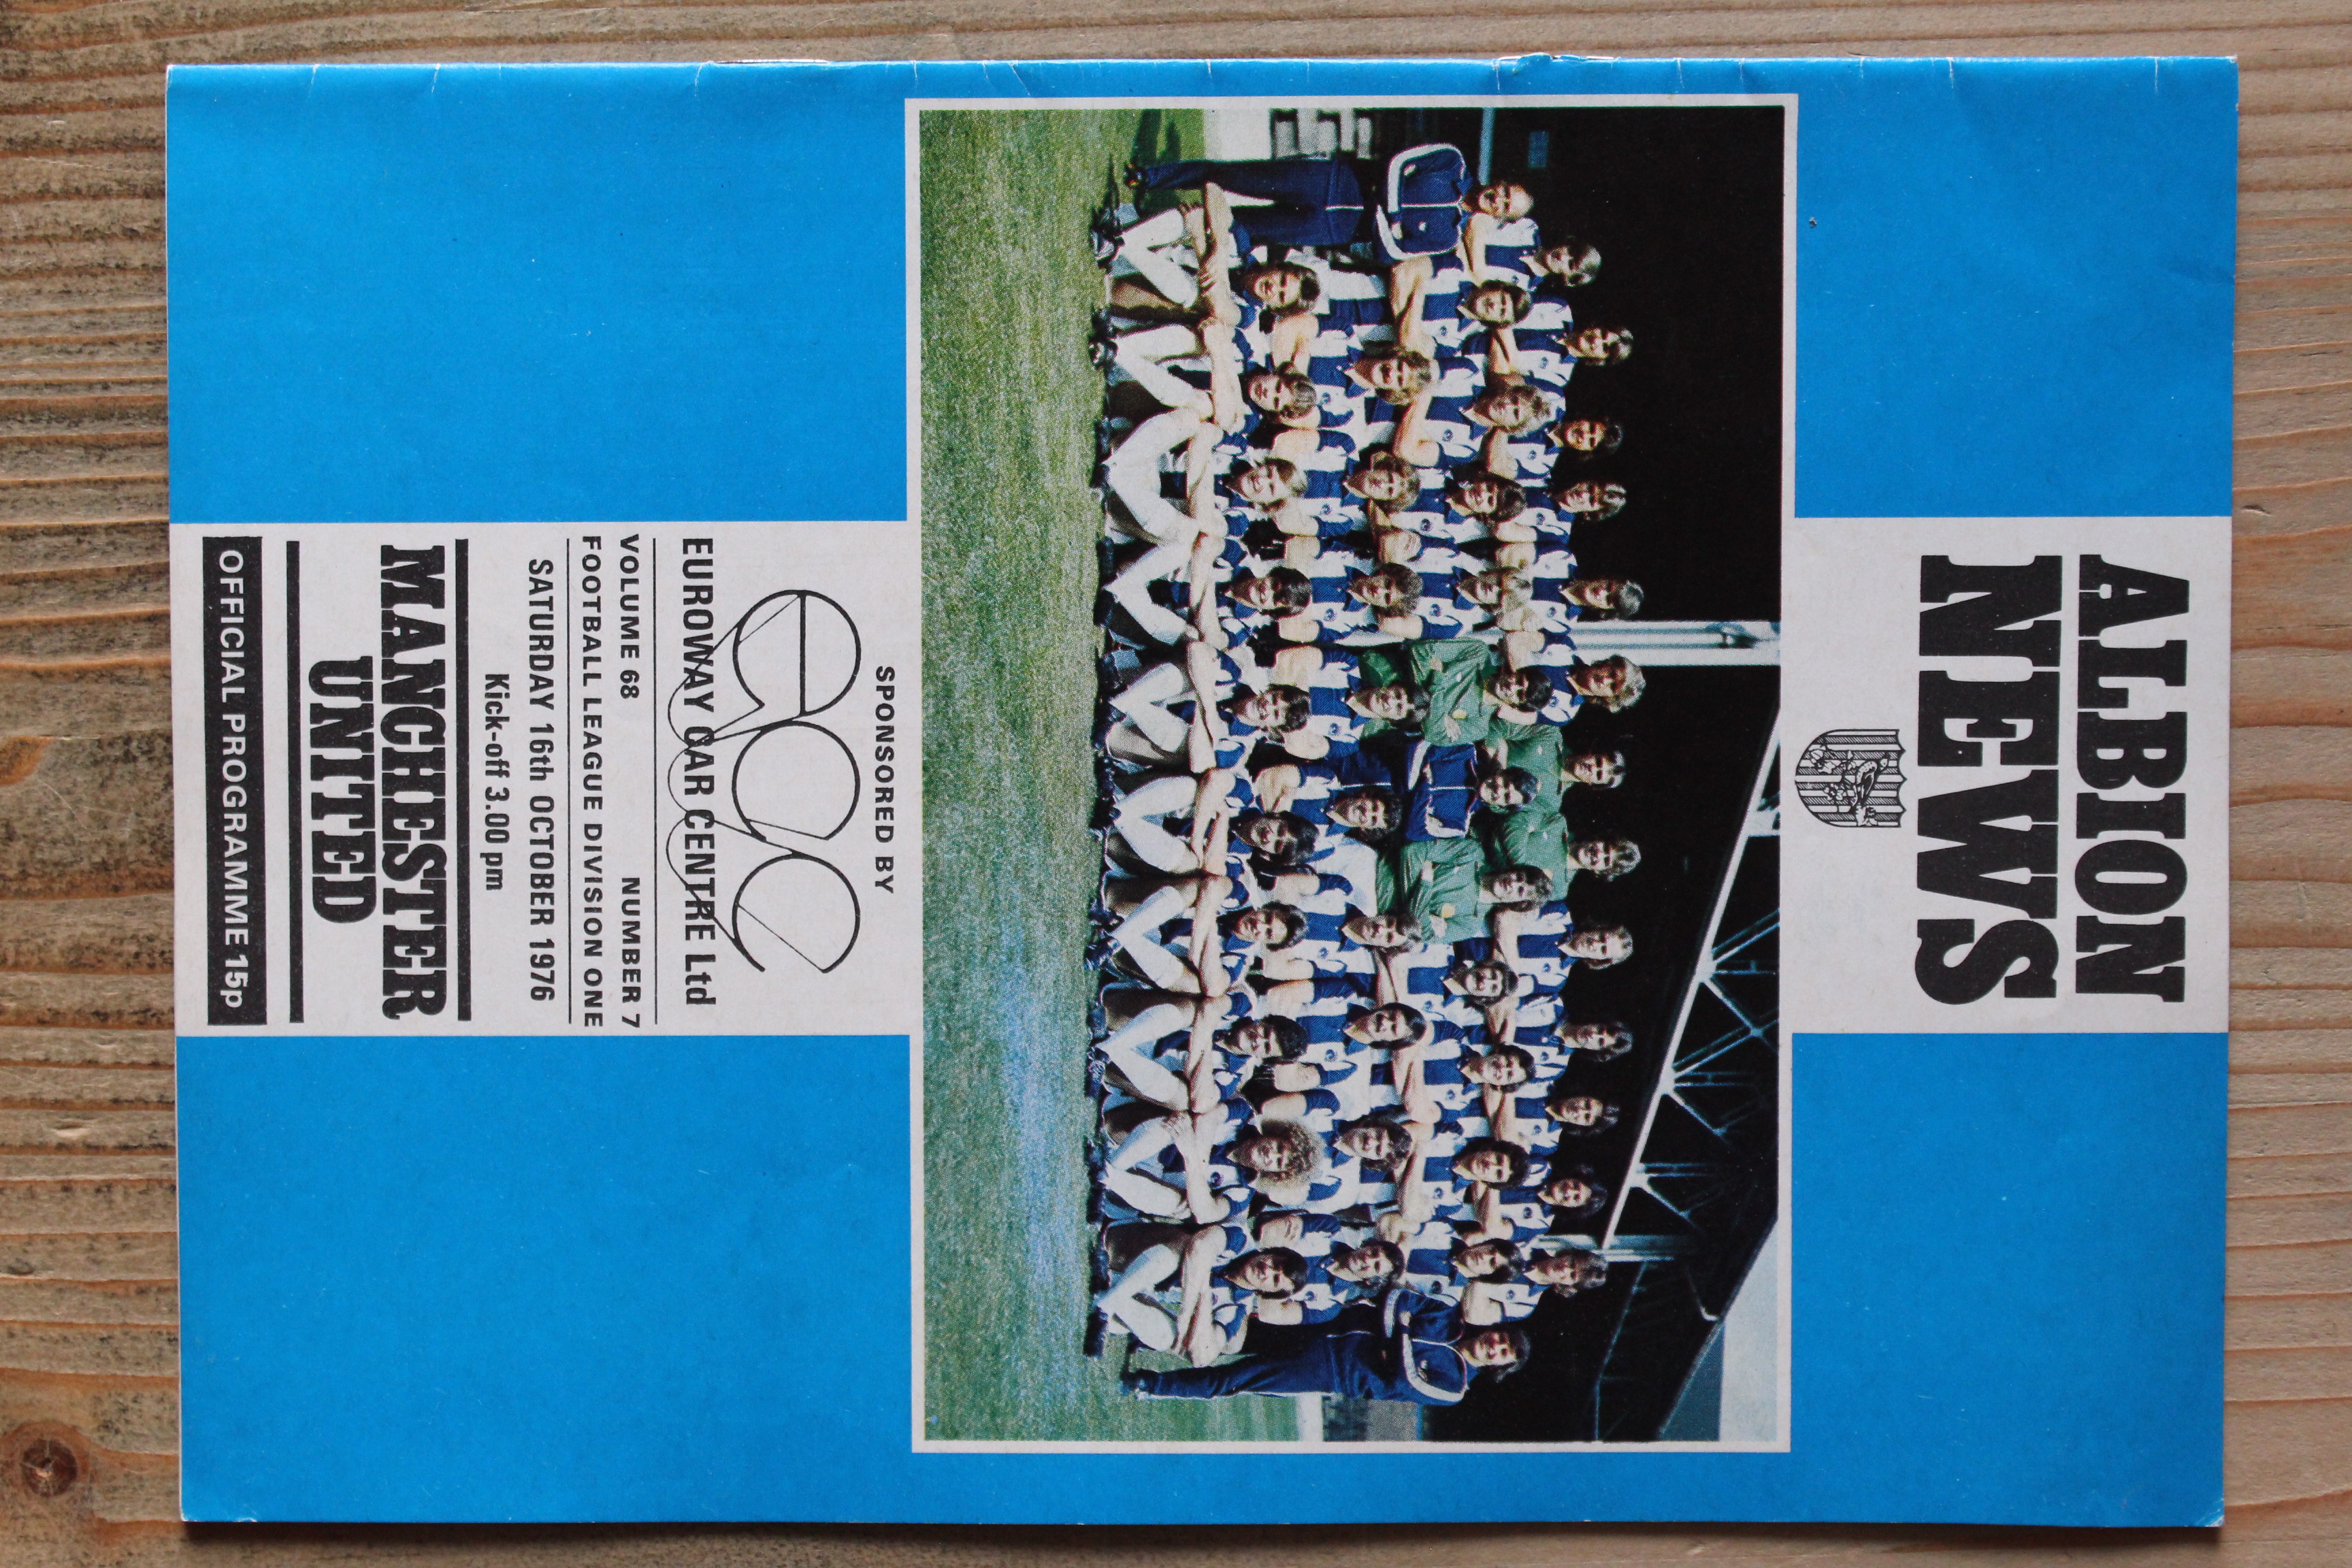 ALBION
NEWS
SPONSORED BY
ecc
EUROWAY CAR CENTRE Ltd
VOLUME 68 NUMBER 7
FOOTBALL LEAGUE DIVISION ONE
SATURDAY 16th OCTOBER 1976
Kick-off 3.00 pm
MANCHESTER
UNITED
OFFICIAL PROGRAMME 15p